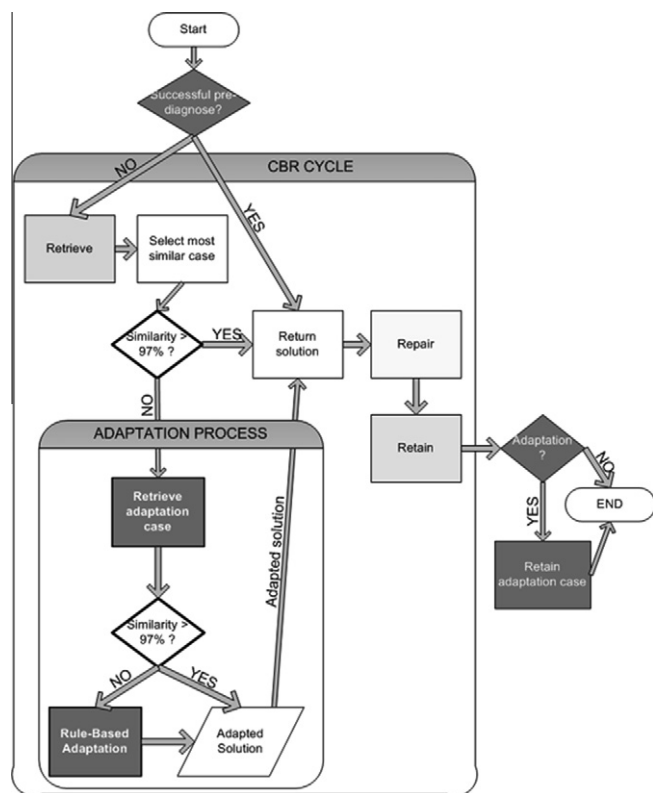 Start
Successful pre-
diagnose?
NO
CBR CYCLE
YES
Retrieve
Select most
similar case
Similarity >
97% ?
YES
Return
solution
Repair
NO
Retain
Adaptation
?
NO
ADAPTATION PROCESS
Retrieve
adaptation
case
YES
END
Retain
adaptation case
Adapted solution
Similarity >
97% ?
NO
YES
Rule-Based
Adaptation
Adapted
Solution